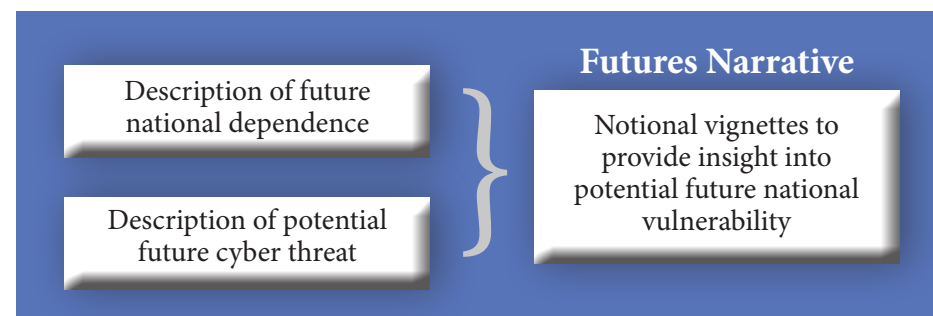 Description of future
national dependence
Description of potential
future cyber threat
Futures Narrative
Notional vignettes to
provide insight into
potential future national
vulnerability